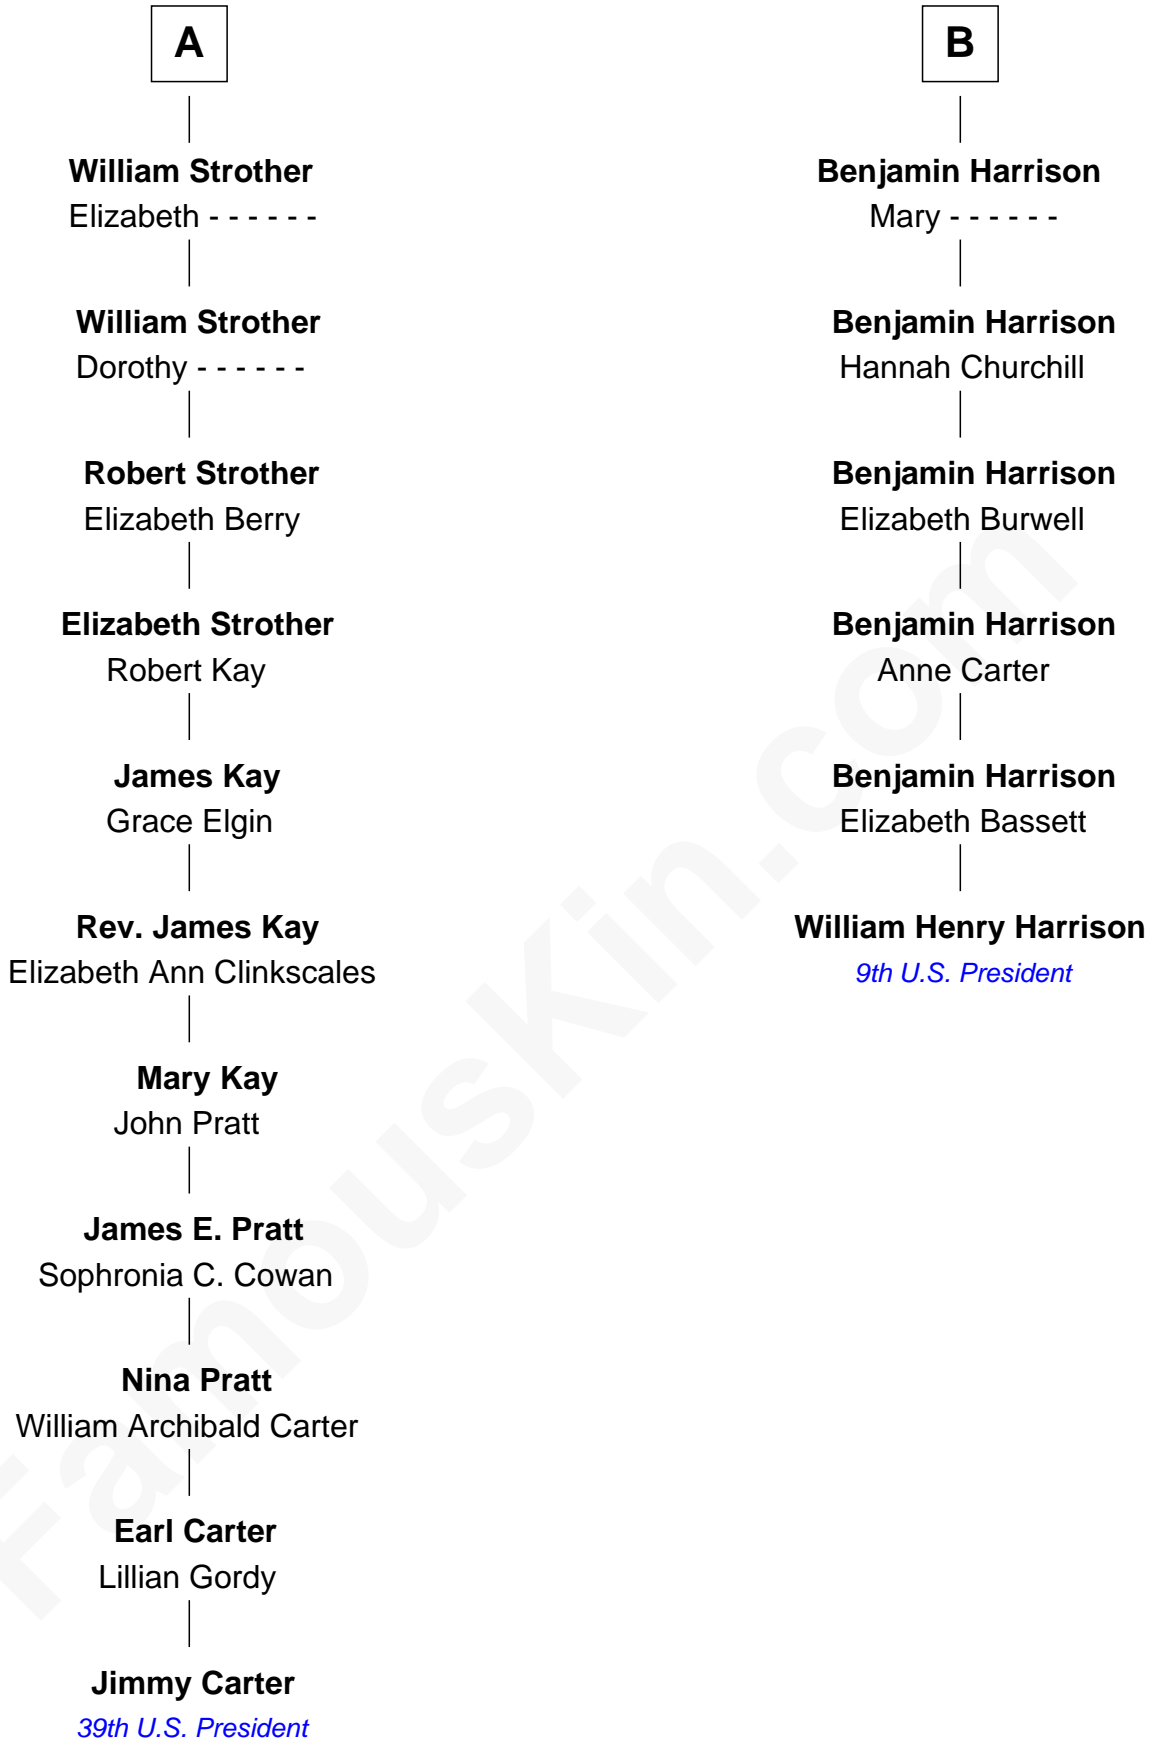 A
William Strother
Elizabeth - - - - - -
William Strother
Dorothy - - - - - -
Robert Strother
Elizabeth Berry
Elizabeth Strother
Robert Kay
James Kay
Grace Elgin
Rev. James Kay
Elizabeth Ann Clinkscales
Mary Kay
John Pratt
James E. Pratt
Sophronia C. Cowan
Nina Pratt
William Archibald Carter
Earl Carter
Lillian Gordy
Jimmy Carter
39th U.S. President
B
Benjamin Harrison
Mary - - - - - -
Benjamin Harrison
Hannah Churchill
Benjamin Harrison
Elizabeth Burwell
Benjamin Harrison
Anne Carter
Benjamin Harrison
Elizabeth Bassett
William Henry Harrison
9th U.S. President
FamousKin.com